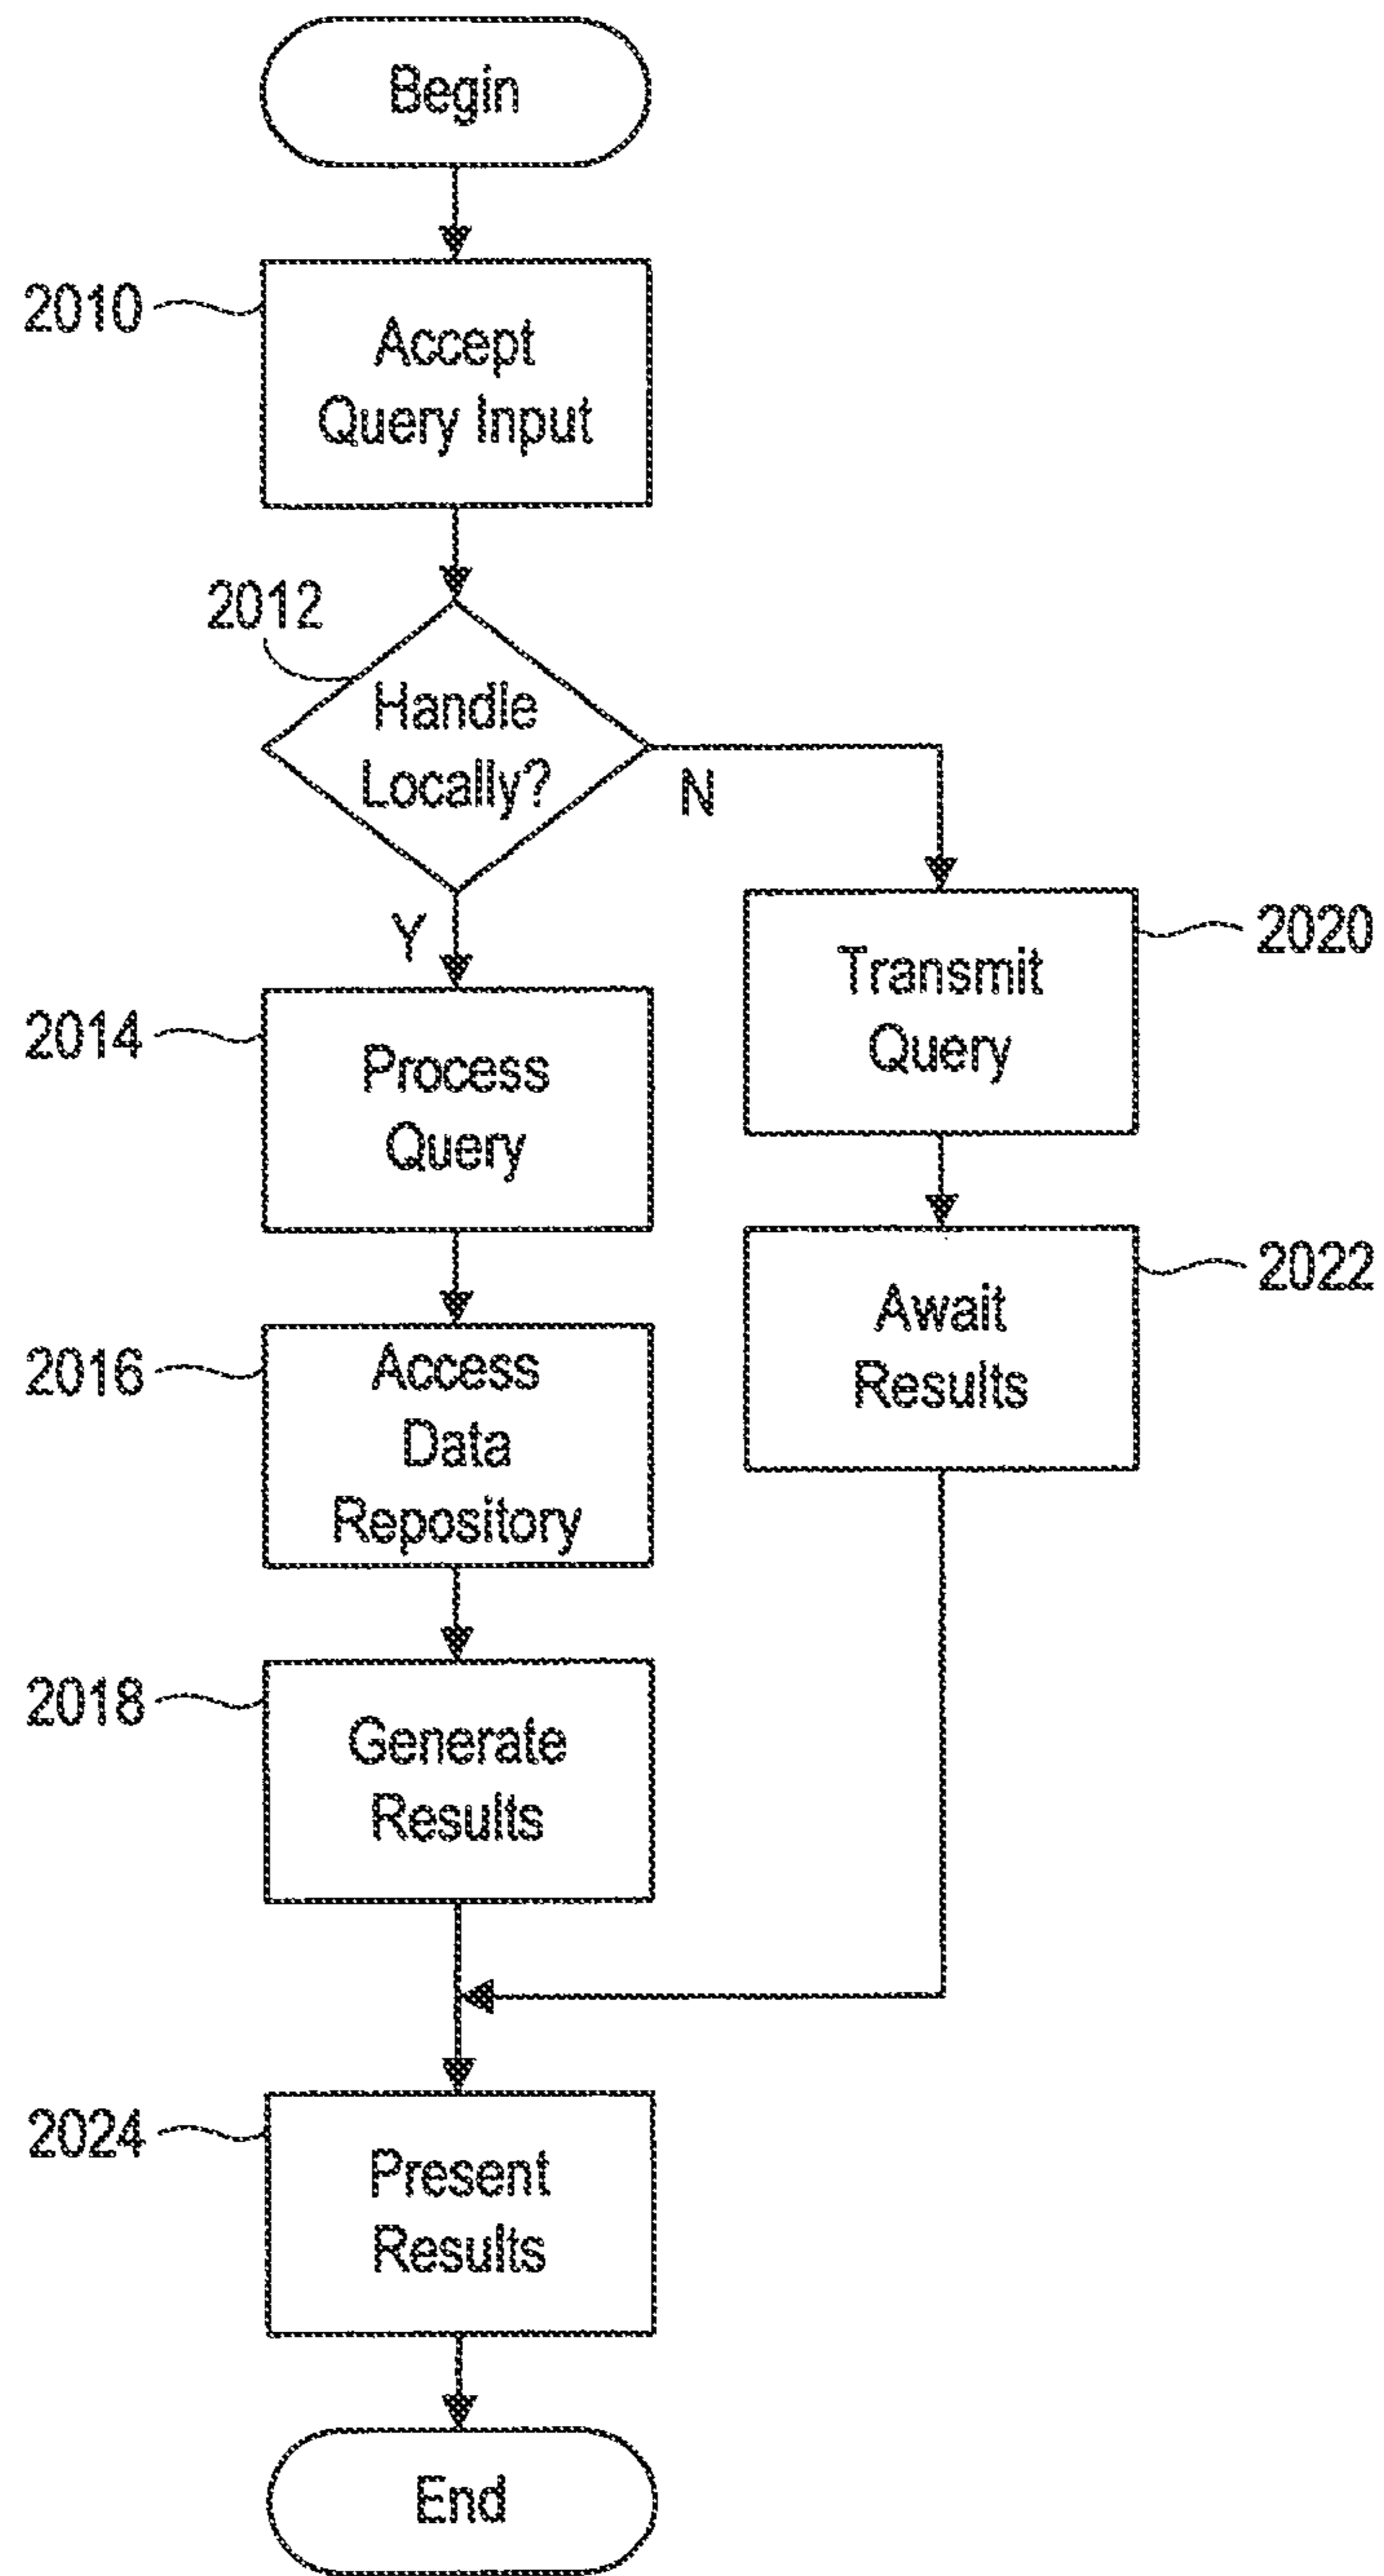 Begin
2010
Accept
Query Input
2012
Handle
Locally?
N
Y
2020
Transmit
Query
2014
Process
Query
2022
Await
Results
2016
Access
Data
Repository
2018
Generate
Results
2024
Present
Results
End